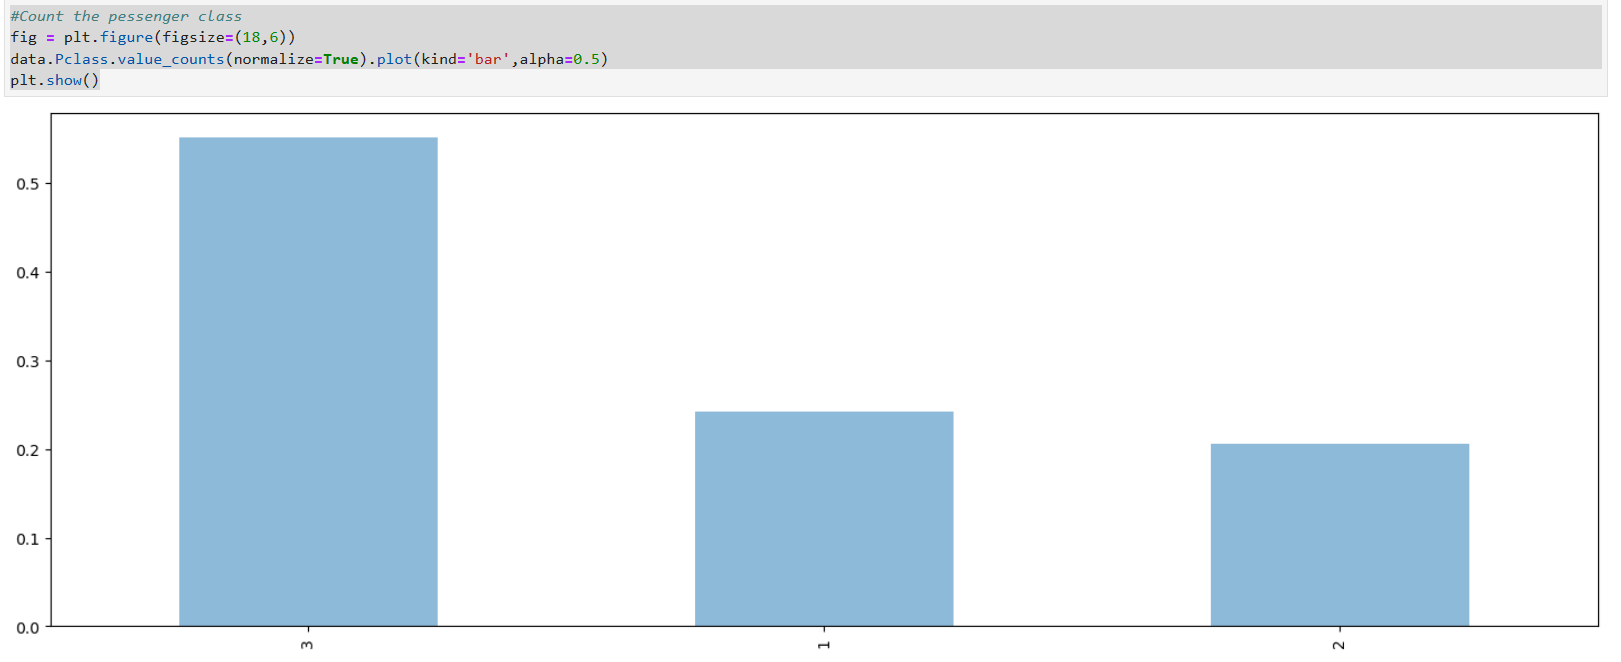 #Count the pessenger class
fig = plt.figure(figsize=(18,6))
data.Pclass.value_counts(normalize=True).plot(kind='bar',alpha=0.5)
plt.show()
0.5
0.4
0.3
0.2
0.1
0.0
3
1
2